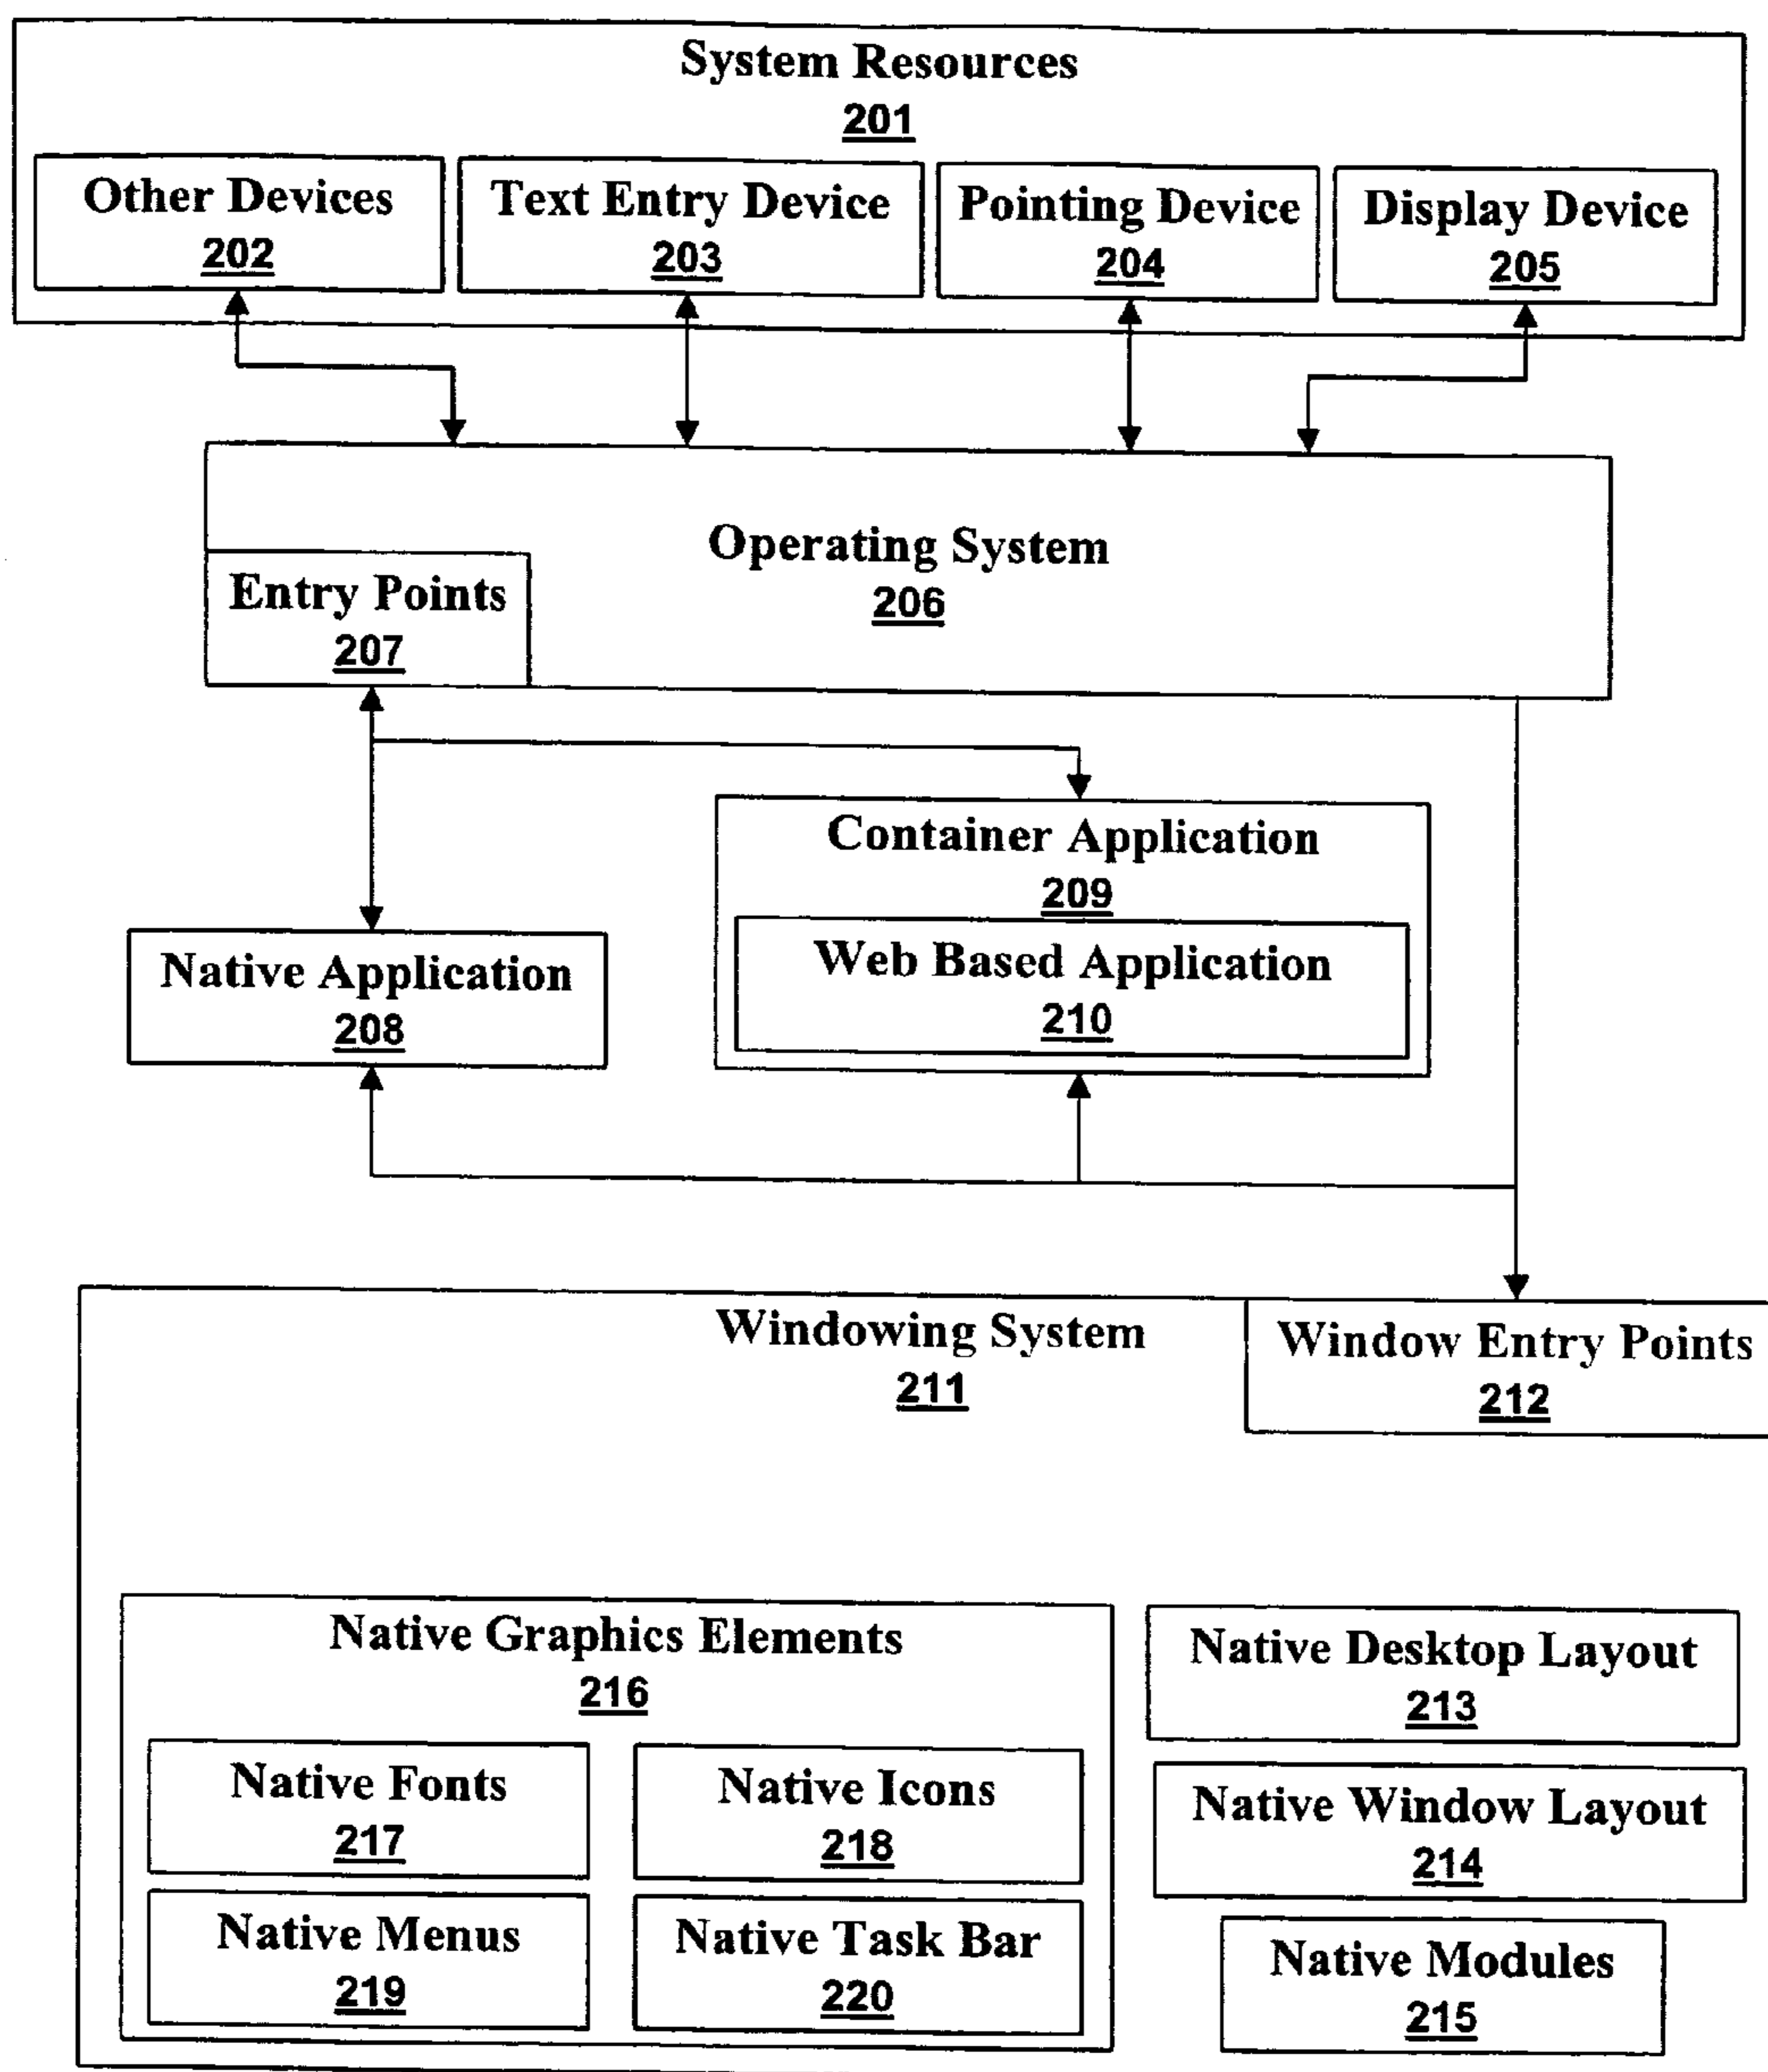 System Resources
201
Other Devices
202
Text Entry Device
203
Pointing Device
204
Display Device
205
Operating System
206
Entry Points
207
Container Application
209
Web Based Application
210
Native Application
208
Windowing System
211
Window Entry Points
212
Native Graphics Elements
216
Native Fonts
217
Native Icons
218
Native Menus
219
Native Task Bar
220
Native Desktop Layout
213
Native Window Layout
214
Native Modules
215